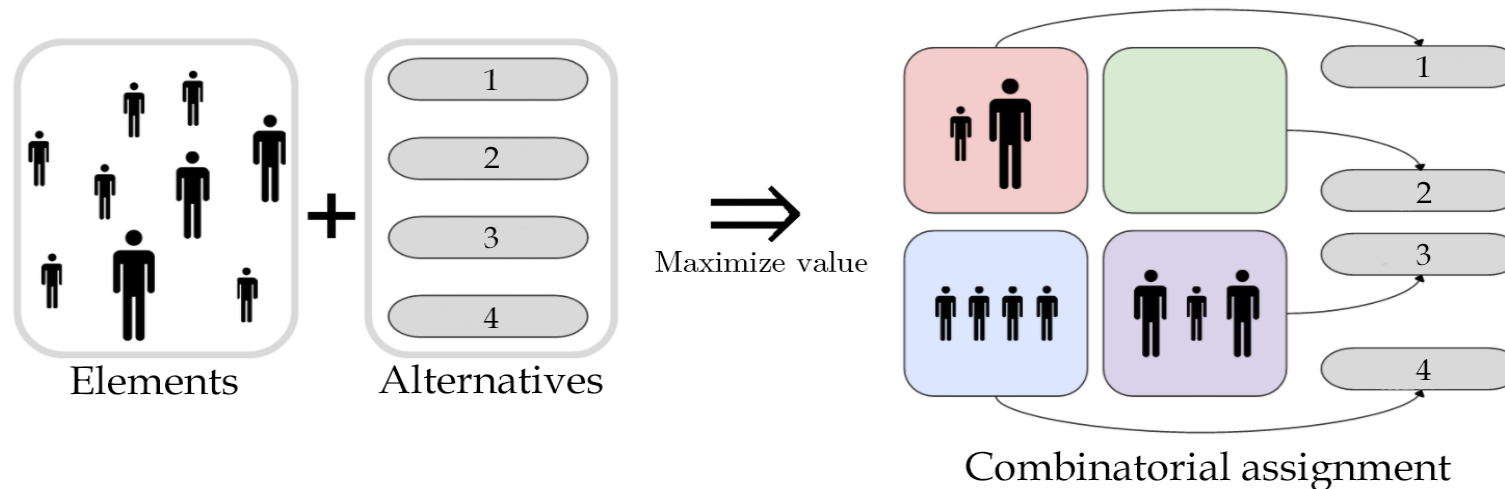 1
2
3
4
Elements
Alternatives
Maximize value
1
2
3
4
Combinatorial assignment